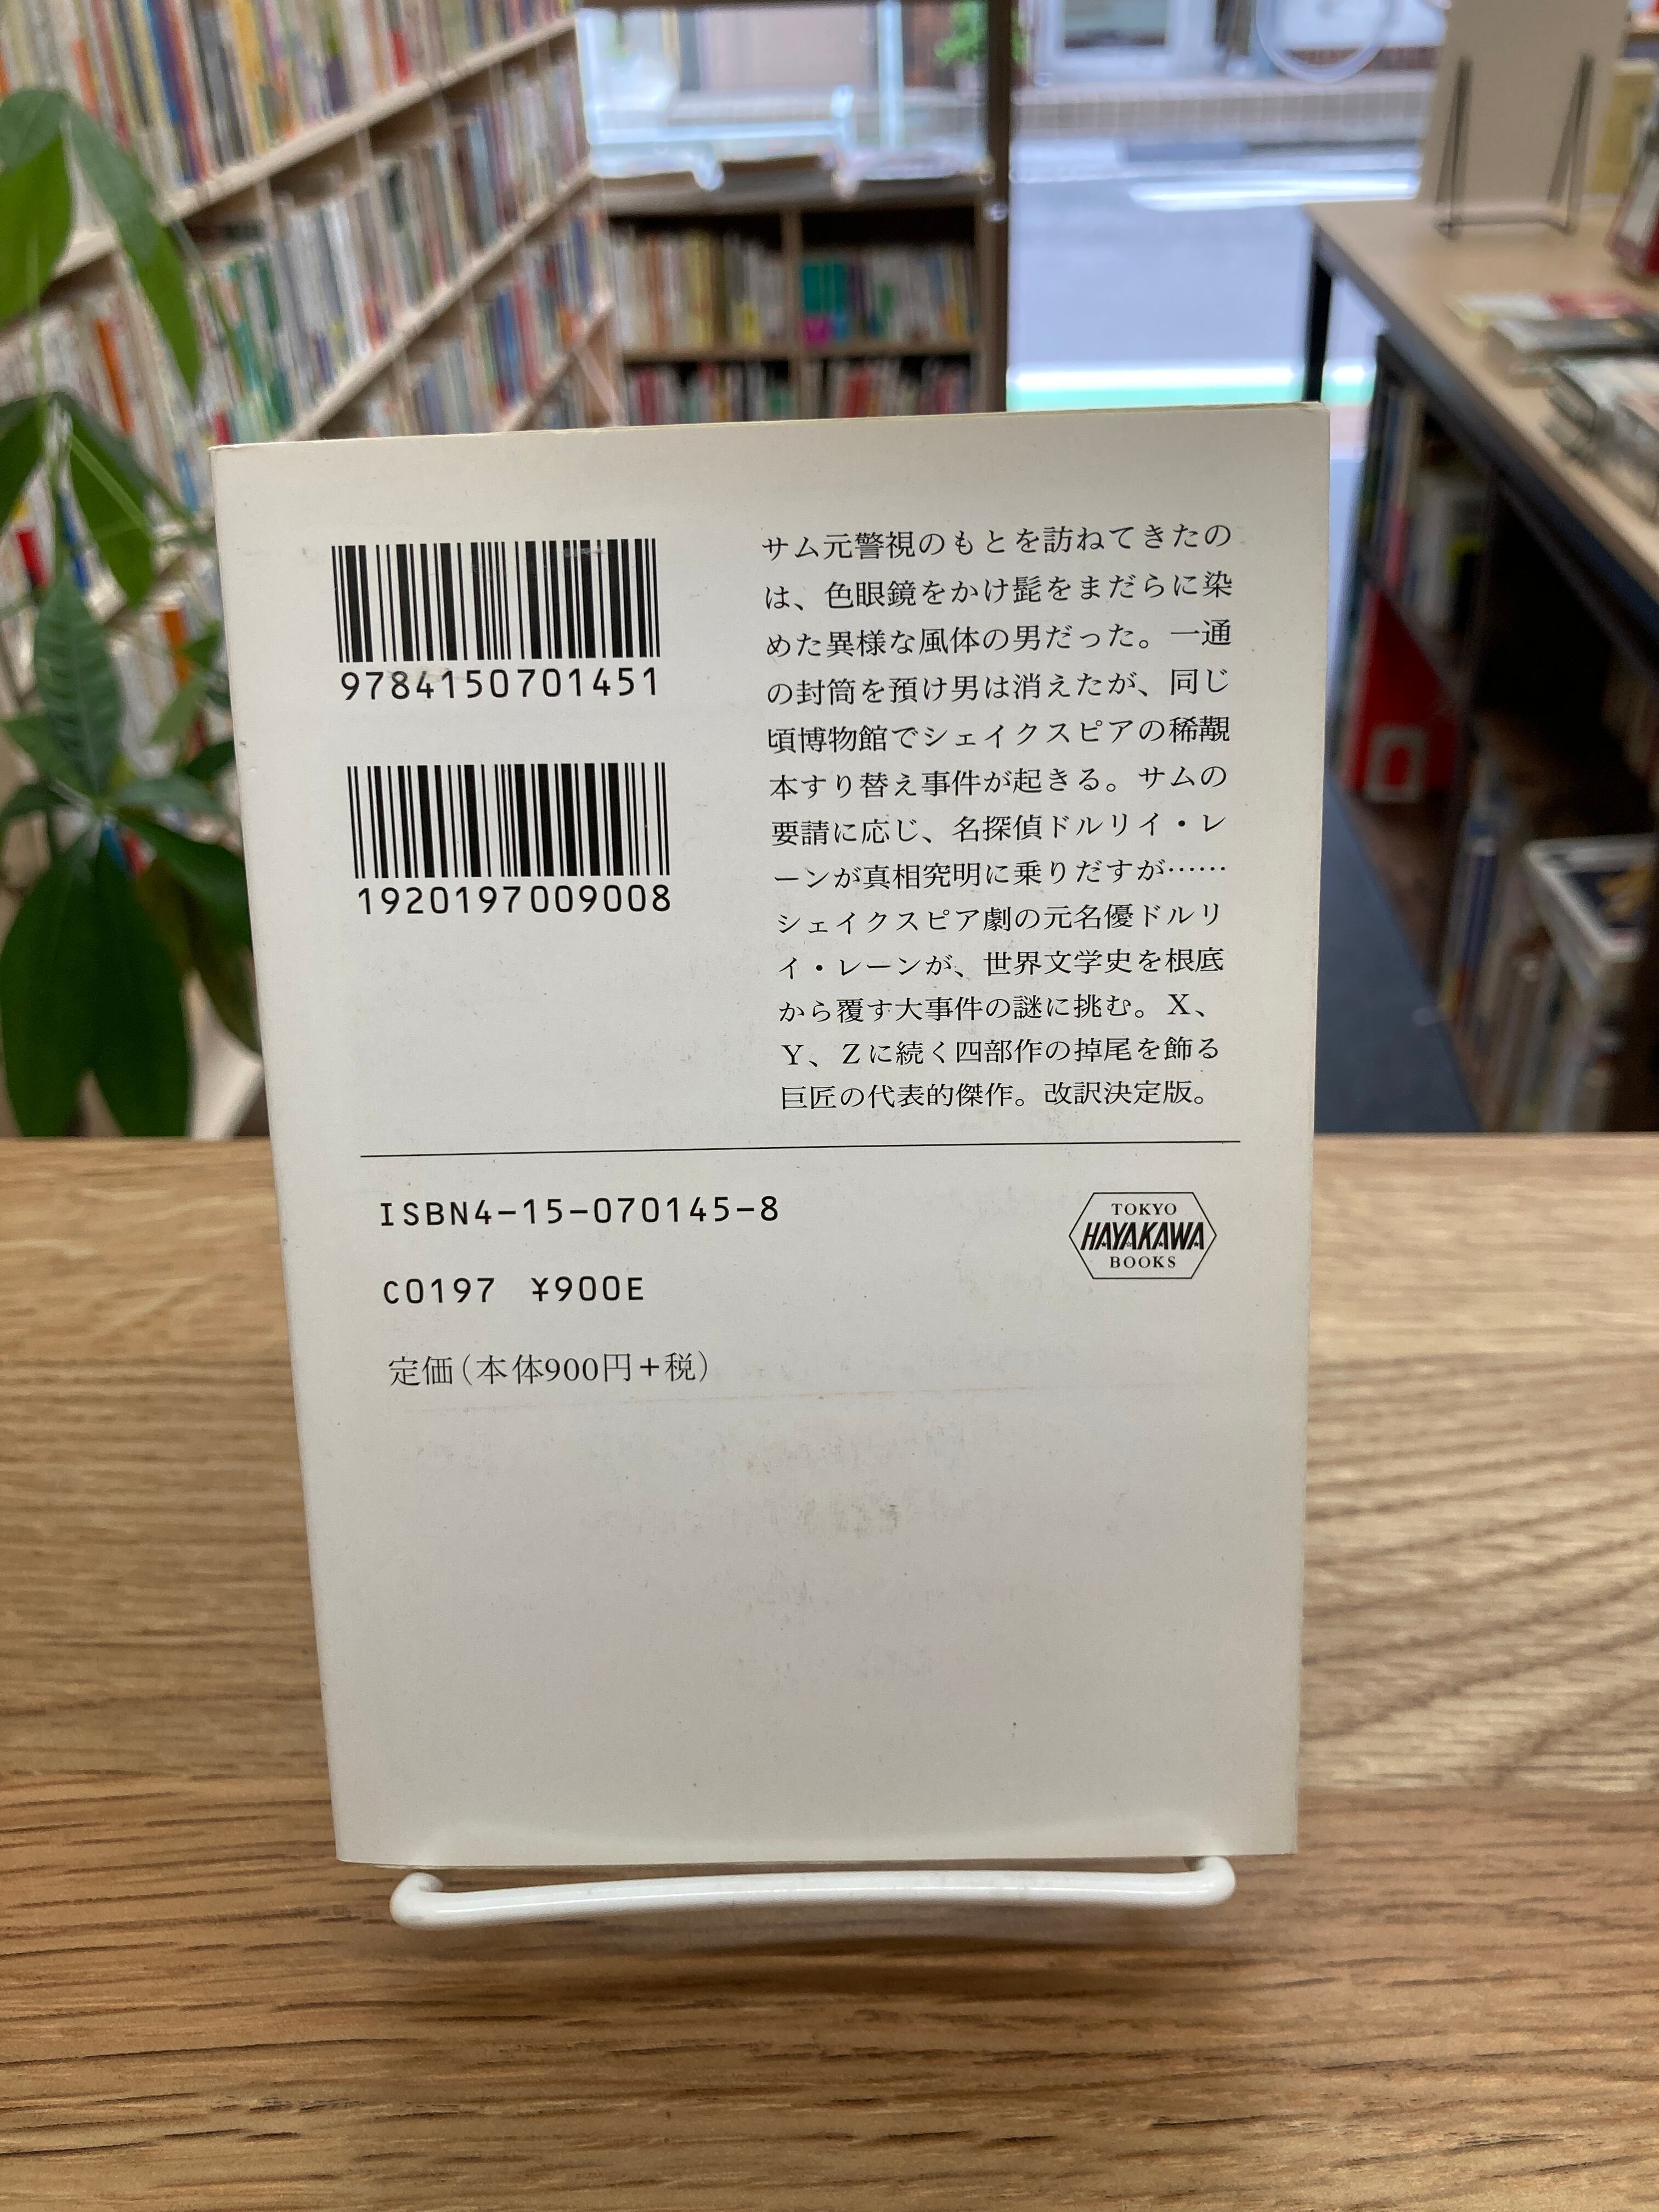 9784150701451
1920197009008
サム元警視のもとを訪ねてきたの
は、色眼鏡をかけ髭をまだらに染
めた異様な風体の男だった。一通
の封筒を預け男は消えたが、同じ
頃博物館でシェイクスピアの稀覯
本すり替え事件が起きる。サムの
要請に応じ、名探偵ドルリイ・レ
ーンが真相究明に乗りだすが……
シェイクスピア劇の元名優ドルリ
イ・レーンが、世界文学史を根底
から覆す大事件の謎に挑む。X、
Y、Zに続く四部作の掉尾を飾る
巨匠の代表的傑作。改訳決定版。
ISBN4-15-070145-8
C0197 ¥900E
定価(本体900円+税)
TOKYO
HAYAKAWA
BOOKS